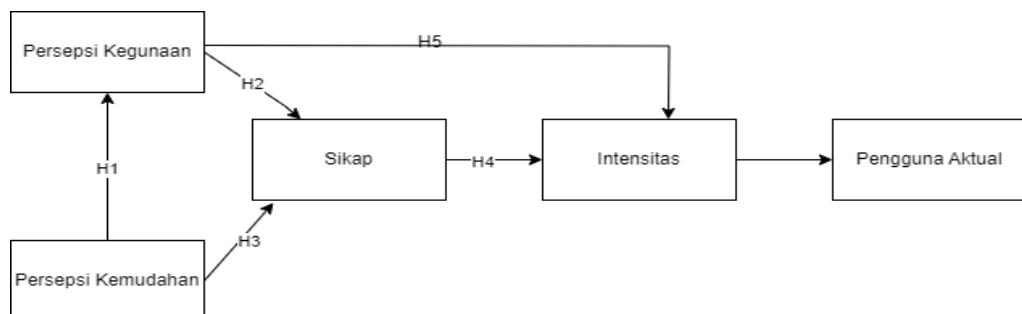 Persepsi Kegunaan
H5
H2
Sikap
H4
Intensitas
Pengguna Aktual
H1
H3
Persepsi Kemudahan